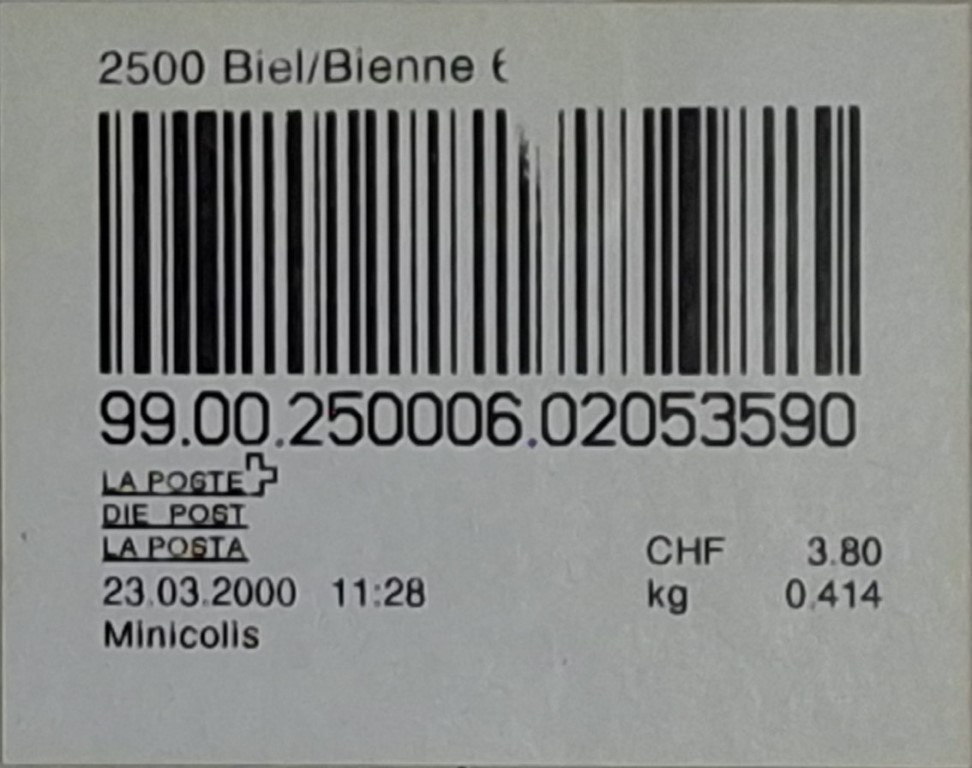 2500 Biel/Bienne 6
99.00.250006.02053590
LA POSTE
DIE POST
LA POSTA
23.03.2000 11:28
Minicolis
CHF 3.80
kg 0.414